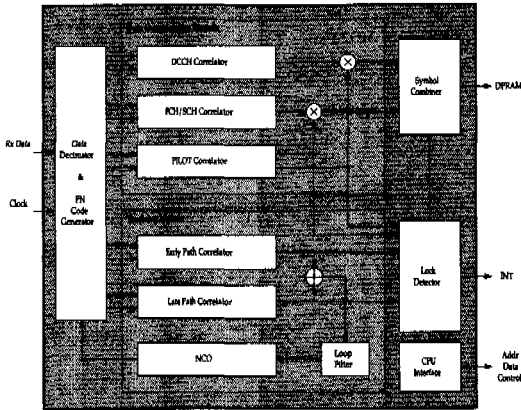 DCCH Correlator
FCH/SCH Correlator
PILOT Correlator
Symbol
Combiner
DPRAM
Rx Data
Clock
Data
Decimator
&
PN
Code
Generator
Early Path Correlator
Late Path Correlator
Lock
Detector
INT
NCO
Loop
Filter
CPU
Interface
Addr
Data
Control